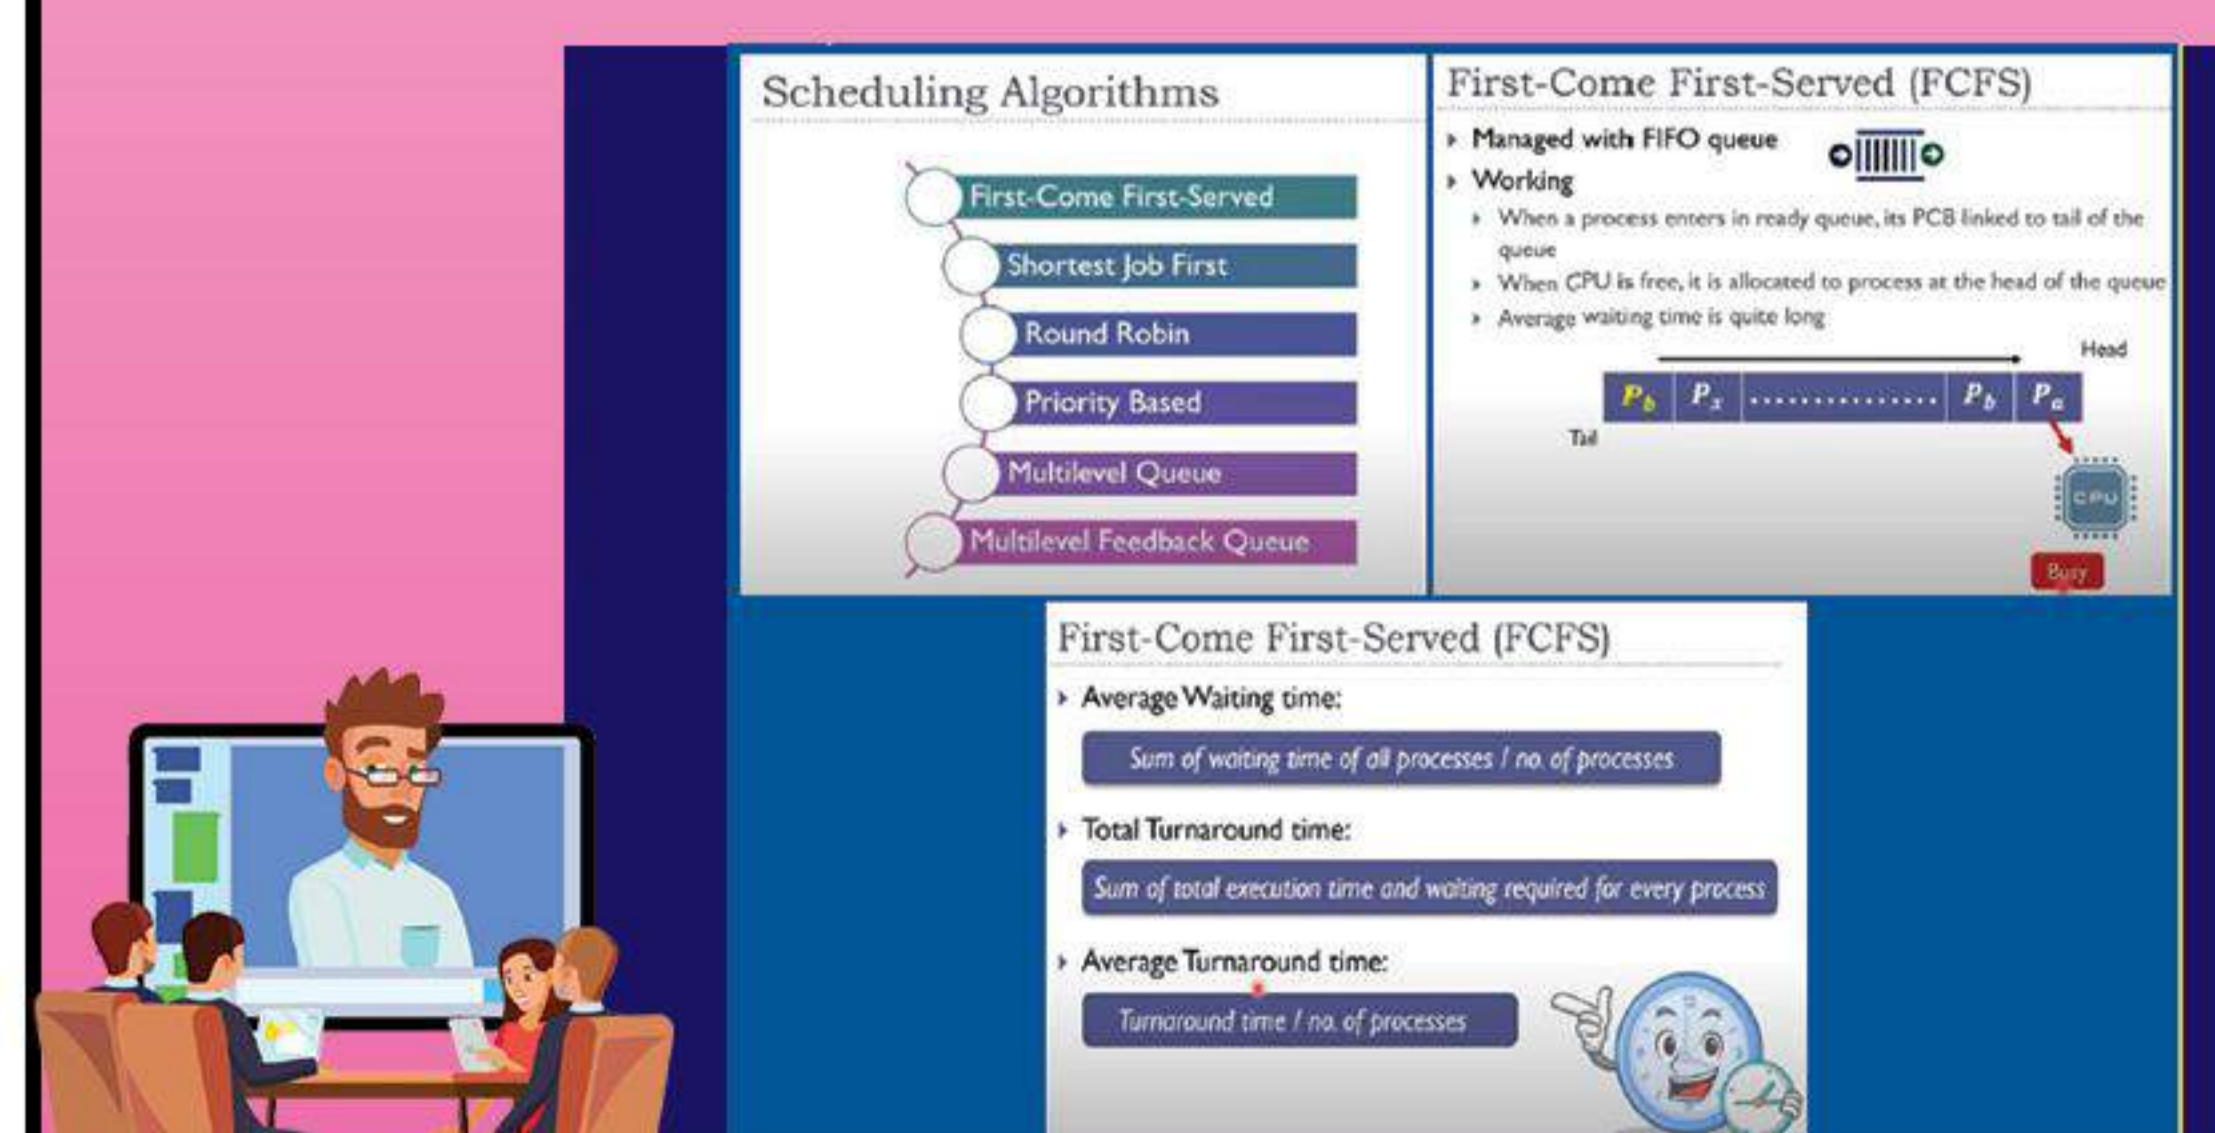 Scheduling Algorithms
First-Come First-Served
Shortest Job First
Round Robin
Priority Based
Multilevel Queue
Multilevel Feedback Queue
First-Come First-Served (FCFS)
Managed with FIFO queue
Working
When a process enters in ready queue, its PCB linked to tail of the
queue
When CPU is free, it is allocated to process at the head of the queue
Average waiting time is quite long
Head
P_b P_x ............... P_b P_a
Tail
CPU
Busy
First-Come First-Served (FCFS)
Average Waiting time:
Sum of waiting time of all processes / no. of processes
Total Turnaround time:
Sum of total execution time and waiting required for every process
Average Turnaround time:
Turnaround time / no. of processes